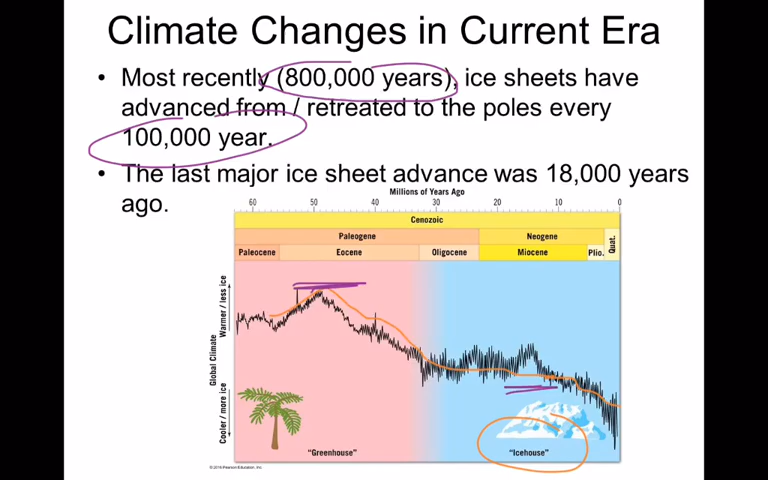 Climate Changes in Current Era
• Most recently (800,000 years), ice sheets have
advanced from / retreated to the poles every
100,000 year.
• The last major ice sheet advance was 18,000 years
ago.
Millions of Years Ago
60 50 40 30 20 10 0
Cenozoic
Paleogene Neogene Quat.
Paleocene Eocene Oligocene Miocene Plio.
Global Climate
Warmer / less ice
Cooler / more ice
"Greenhouse" "Icehouse"
© 2016 Pearson Education, Inc.